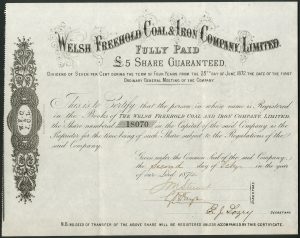 WELSH FREEHOLD COAL & IRON COMPANY, LIMITED.
FULLY PAID
£5 SHARE GUARANTEED.
DIVIDEND OF SEVEN PER CENT DURING THE TERM OF FOUR YEARS FROM THE 28TH DAY OF JUNE, 1872, THE DATE OF THE FIRST
ORDINARY GENERAL MEETING OF THE COMPANY.
This is to Certify that the person in whose name is Registered
in the Books of THE WELSH FREEHOLD COAL AND IRON COMPANY, LIMITED,
the Share numbered 18070 in the Capital of the said Company is the
Proprietor for the time being of such Share subject to the Regulations of the
said Company.
Given under the Common Seal of the said Company,
the Second day of July in the year
of our Lord 1872
SECRETARY.
N.B. NO DEED OF TRANSFER OF THE ABOVE SHARE WILL BE REGISTERED UNLESS ACCOMPANIED BY THIS CERTIFICATE.